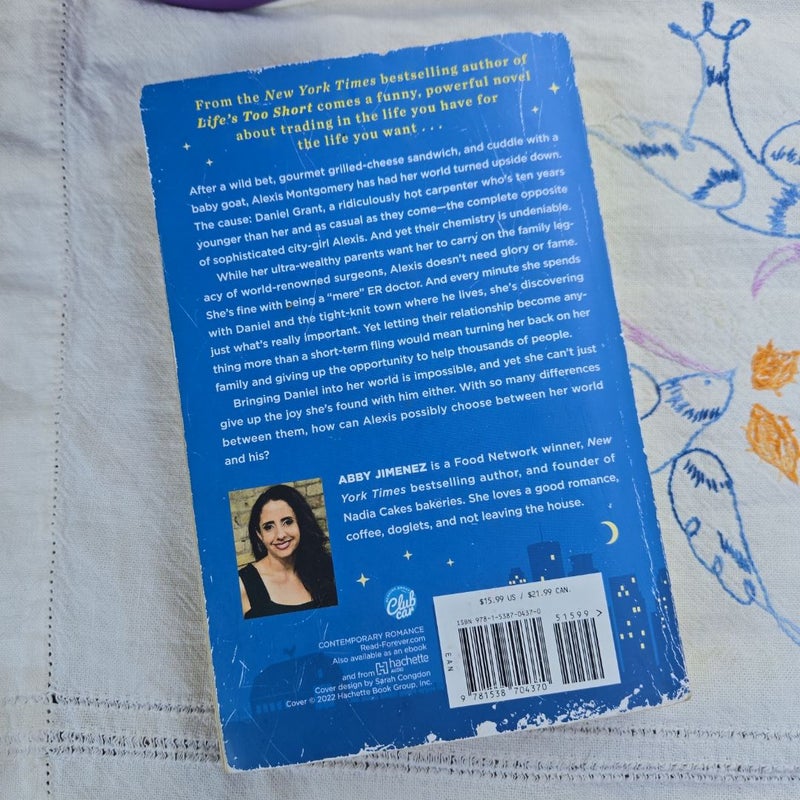 From the New York Times bestselling author of
Life's Too Short comes a funny, powerful novel
about trading in the life you have for
the life you want . . .
After a wild bet, gourmet grilled-cheese sandwich, and cuddle with a
baby goat, Alexis Montgomery has had her world turned upside down.
The cause: Daniel Grant, a ridiculously hot carpenter who's ten years
younger than her and as casual as they come—the complete opposite
of sophisticated city-girl Alexis. And yet their chemistry is undeniable.
While her ultra-wealthy parents want her to carry on the family leg-
acy of world-renowned surgeons, Alexis doesn't need glory or fame.
She's fine with being a "mere" ER doctor. And every minute she spends
with Daniel and the tight-knit town where he lives, she's discovering
just what's really important. Yet letting their relationship become any-
thing more than a short-term fling would mean turning her back on her
family and giving up the opportunity to help thousands of people.
Bringing Daniel into her world is impossible, and yet she can't just
give up the joy she's found with him either. With so many differences
between them, how can Alexis possibly choose between her world
and his?
ABBY JIMENEZ is a Food Network winner, New
York Times bestselling author, and founder of
Nadia Cakes bakeries. She loves a good romance,
coffee, doglets, and not leaving the house.
Club
car
CONTEMPORARY ROMANCE
Read-Forever.com
Also available as an ebook
and from hachette
AUDIO
Cover design by Sarah Congdon
Cover © 2022 Hachette Book Group, Inc.
$15.99 US / $21.99 CAN.
ISBN 978-1-5387-0437-0
51599 >
EAN
9 781538 704370